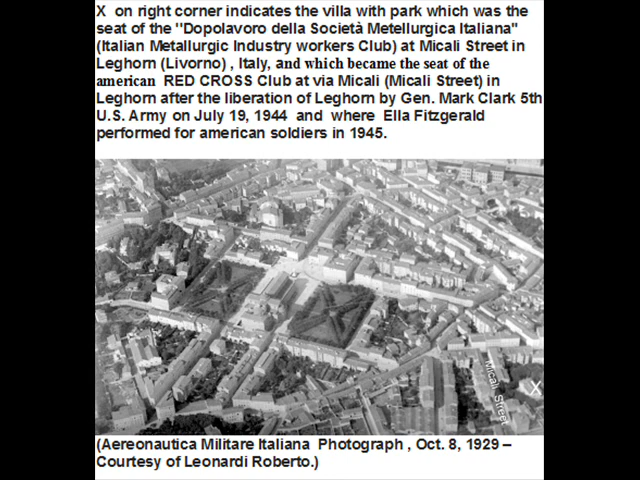 X  on right corner indicates the villa with park which was the
seat of the "Dopolavoro della Società Metellurgica Italiana"
(Italian Metallurgic Industry workers Club) at Micali Street in
Leghorn (Livorno) , Italy, and which became the seat of the
american  RED CROSS Club at via Micali (Micali Street) in
Leghorn after the liberation of Leghorn by Gen. Mark Clark 5th
U.S. Army on July 19, 1944  and  where  Ella Fitzgerald
performed for american soldiers in 1945.
Micali Street
X
(Aereonautica Militare Italiana  Photograph , Oct. 8, 1929 –
Courtesy of Leonardi Roberto.)